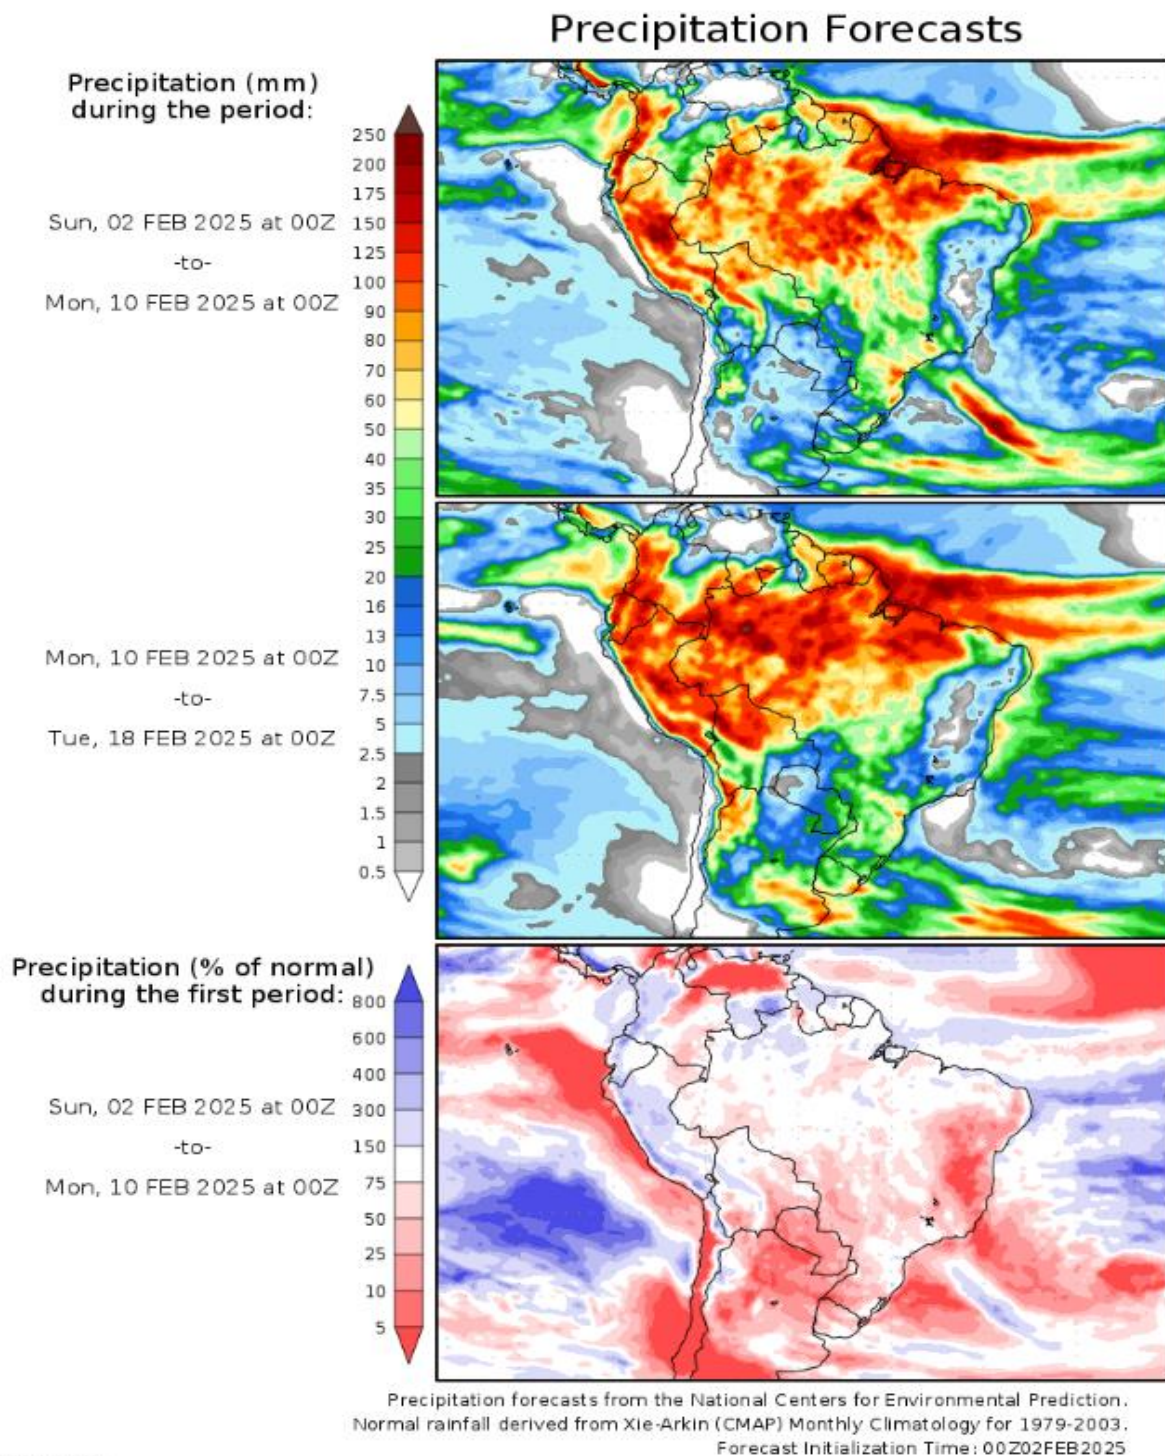 Precipitation Forecasts
Precipitation (mm)
during the period:
250
200
175
150
125
100
90
80
70
60
50
40
35
30
25
20
16
13
10
7.5
5
2.5
2
1.5
1
0.5
Sun, 02 FEB 2025 at 00Z
-to-
Mon, 10 FEB 2025 at 00Z
Mon, 10 FEB 2025 at 00Z
-to-
Tue, 18 FEB 2025 at 00Z
Precipitation (% of normal)
during the first period:
800
600
400
300
150
75
50
25
10
5
Sun, 02 FEB 2025 at 00Z
-to-
Mon, 10 FEB 2025 at 00Z
Precipitation forecasts from the National Centers for Environmental Prediction.
Normal rainfall derived from Xie-Arkin (CMAP) Monthly Climatology for 1979-2003.
Forecast Initialization Time: 00Z02FEB2025